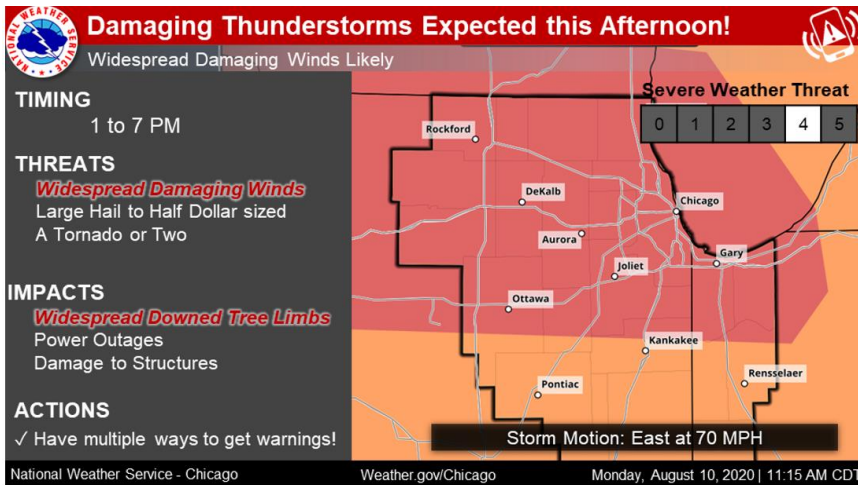 NATIONAL WEATHER SERVICE
Damaging Thunderstorms Expected this Afternoon!
Widespread Damaging Winds Likely
TIMING
1 to 7 PM
THREATS
Widespread Damaging Winds
Large Hail to Half Dollar sized
A Tornado or Two
IMPACTS
Widespread Downed Tree Limbs
Power Outages
Damage to Structures
ACTIONS
✓ Have multiple ways to get warnings!
Severe Weather Threat
0 1 2 3 4 5
Rockford
DeKalb
Chicago
Aurora
Gary
Joliet
Ottawa
Kankakee
Rensselaer
Pontiac
Storm Motion: East at 70 MPH
National Weather Service - Chicago
Weather.gov/Chicago
Monday, August 10, 2020 | 11:15 AM CDT